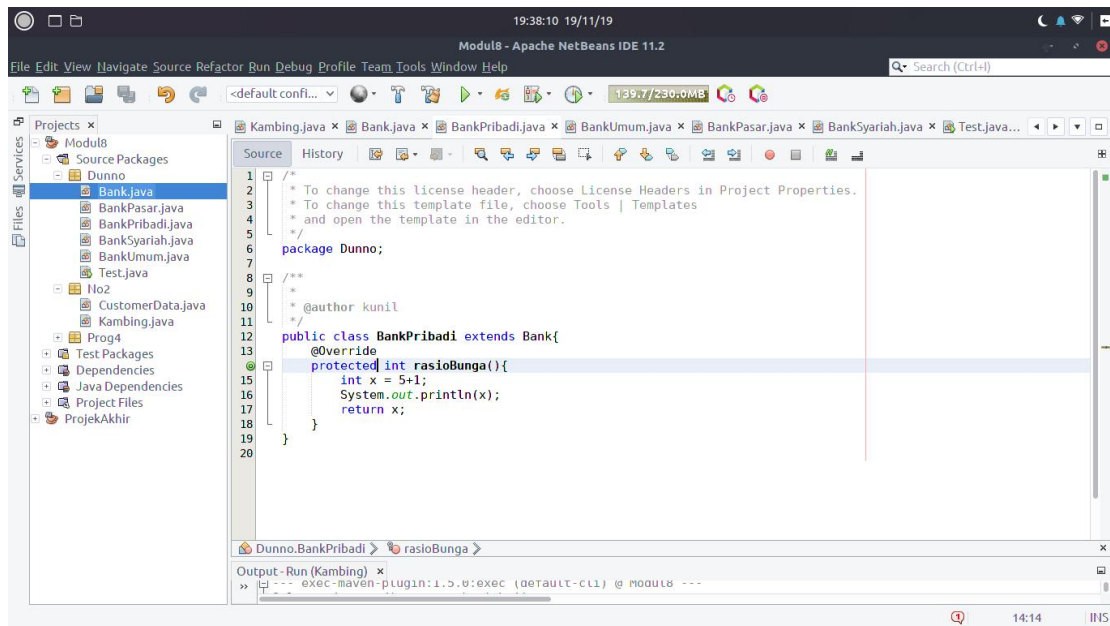 19:38:10 19/11/19
Modul8 - Apache NetBeans IDE 11.2
File Edit View Navigate Source Refactor Run Debug Profile Team Tools Window Help
Search (Ctrl+I)
<default confi...
139.7/230.0MB
Projects
Services
Files
Modul8
Source Packages
Dunno
Bank.java
BankPasar.java
BankPribadi.java
BankSyariah.java
BankUmum.java
Test.java
No2
CustomerData.java
Kambing.java
Prog4
Test Packages
Dependencies
Java Dependencies
Project Files
ProjekAkhir
Kambing.java × Bank.java × BankPribadi.java × BankUmum.java × BankPasar.java × BankSyariah.java × Test.java...
Source History
1 /*
2 * To change this license header, choose License Headers in Project Properties.
3 * To change this template file, choose Tools | Templates
4 * and open the template in the editor.
5 */
6 package Dunno;
7
8 /**
9 *
10 * @author kunil
11 */
12 public class BankPribadi extends Bank{
13 @Override
protected int rasioBunga(){
15 int x = 5+1;
16 System.out.println(x);
17 return x;
18 }
19 }
20
Dunno.BankPribadi rasioBunga
Output - Run (Kambing) ×
--- exec-maven-plugin:1.5.0:exec (default-cli) @ Modul8 ---
1
14:14
INS